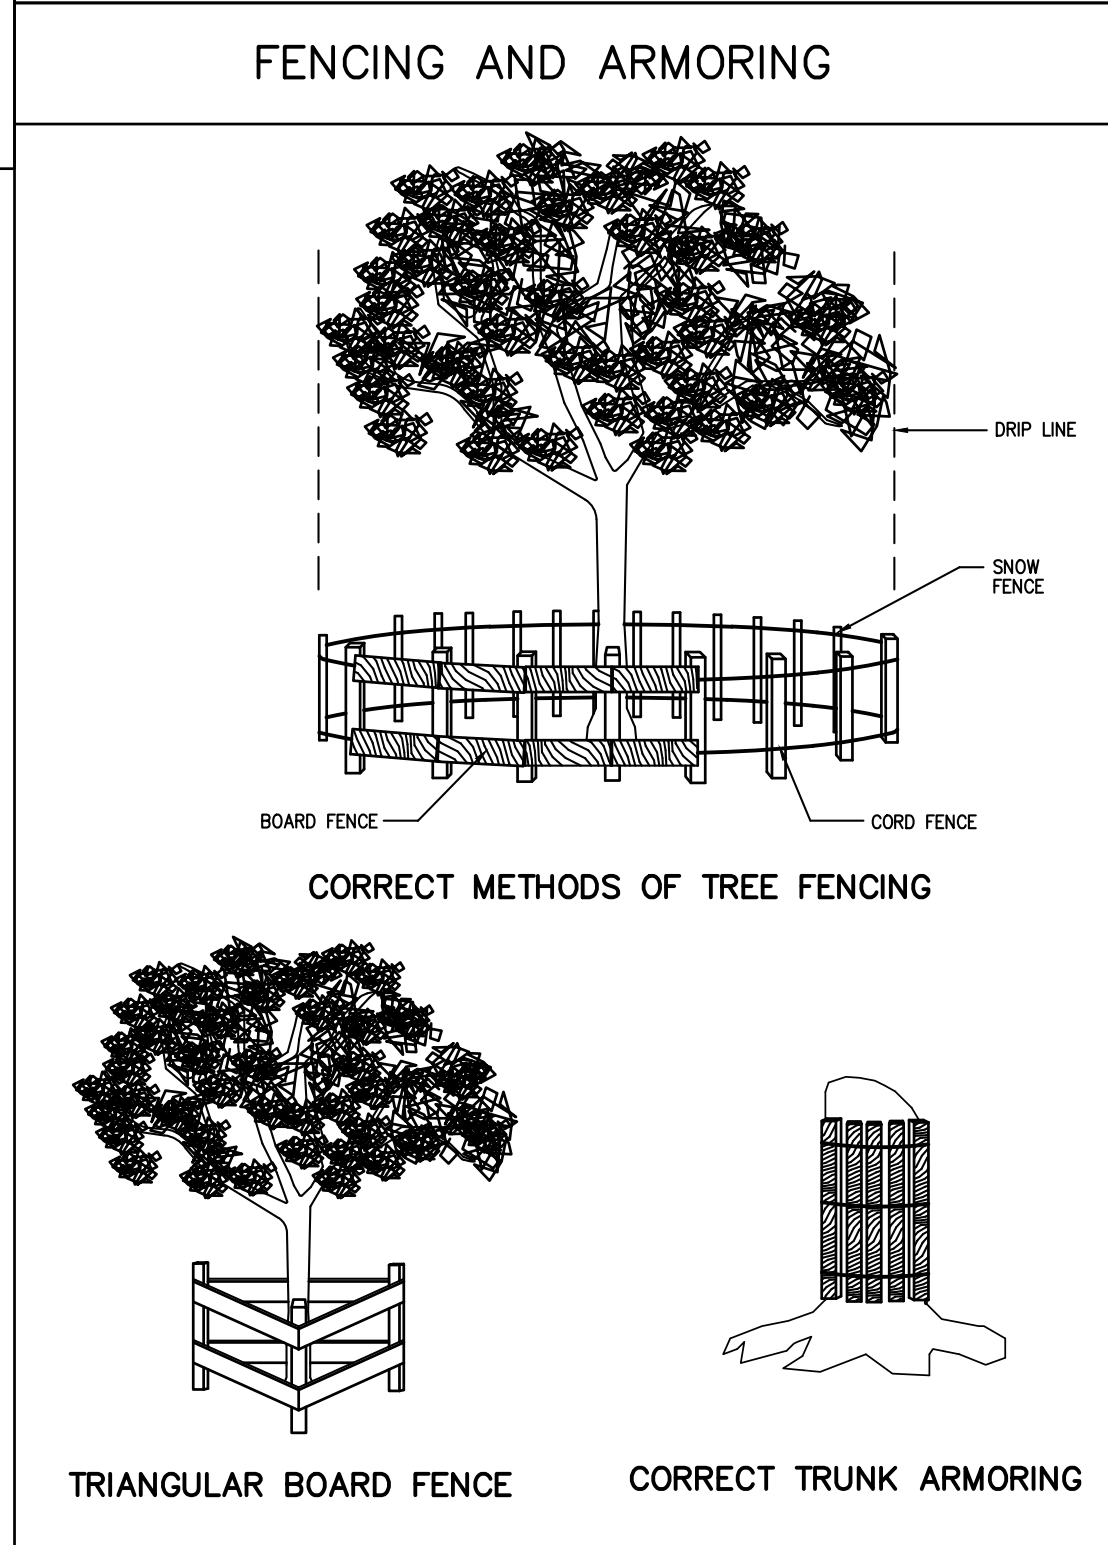 FENCING AND ARMORING
DRIP LINE
SNOW
FENCE
BOARD FENCE
CORD FENCE
CORRECT METHODS OF TREE FENCING
TRIANGULAR BOARD FENCE
CORRECT TRUNK ARMORING